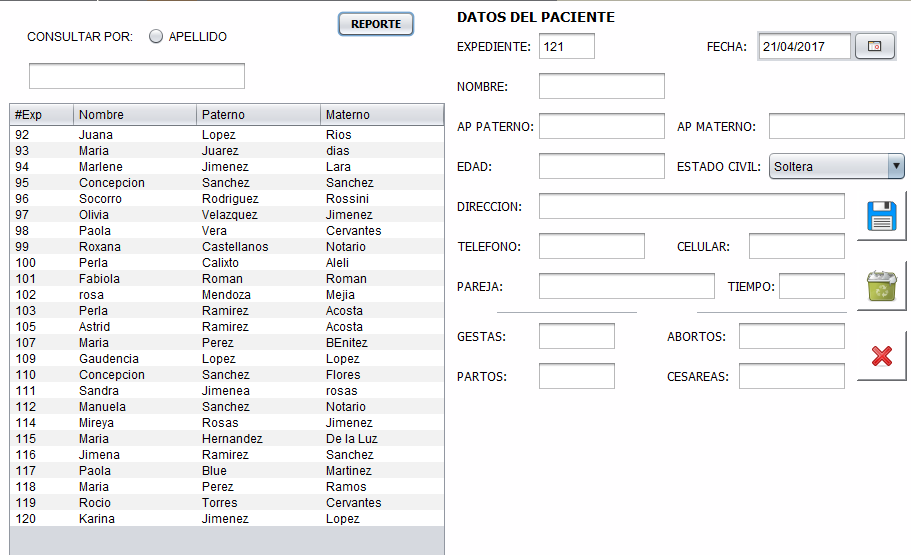 CONSULTAR POR: APELLIDO
REPORTE
#Exp Nombre Paterno Materno
92 Juana Lopez Rios
93 Maria Juarez dias
94 Marlene Jimenez Lara
95 Concepcion Sanchez Sanchez
96 Socorro Rodriguez Rossini
97 Olivia Velazquez Jimenez
98 Paola Vera Cervantes
99 Roxana Castellanos Notario
100 Perla Calixto Aleli
101 Fabiola Roman Roman
102 rosa Mendoza Mejia
103 Perla Ramirez Acosta
105 Astrid Ramirez Acosta
107 Maria Perez BEnitez
109 Gaudencia Lopez Lopez
110 Concepcion Sanchez Flores
111 Sandra Jimenea rosas
112 Manuela Sanchez Notario
114 Mireya Rosas Jimenez
115 Maria Hernandez De la Luz
116 Jimena Ramirez Sanchez
117 Paola Blue Martinez
118 Maria Perez Ramos
119 Rocio Torres Cervantes
120 Karina Jimenez Lopez
DATOS DEL PACIENTE
EXPEDIENTE: 121 FECHA: 21/04/2017
NOMBRE:
AP PATERNO: AP MATERNO:
EDAD: ESTADO CIVIL: Soltera
DIRECCION:
TELEFONO: CELULAR:
PAREJA: TIEMPO:
GESTAS: ABORTOS:
PARTOS: CESAREAS: